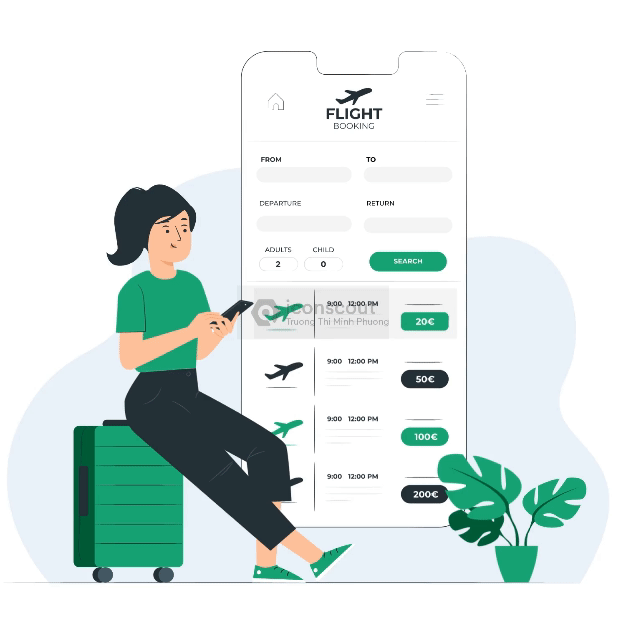 FLIGHT
BOOKING
FROM TO
DEPARTURE RETURN
ADULTS CHILD
2 0 SEARCH
9:00 12:00 PM
iconscout
Truong Thi Minh Phuong
20€
9:00 12:00 PM
50€
9:00 12:00 PM
100€
9:00 12:00 PM
200€